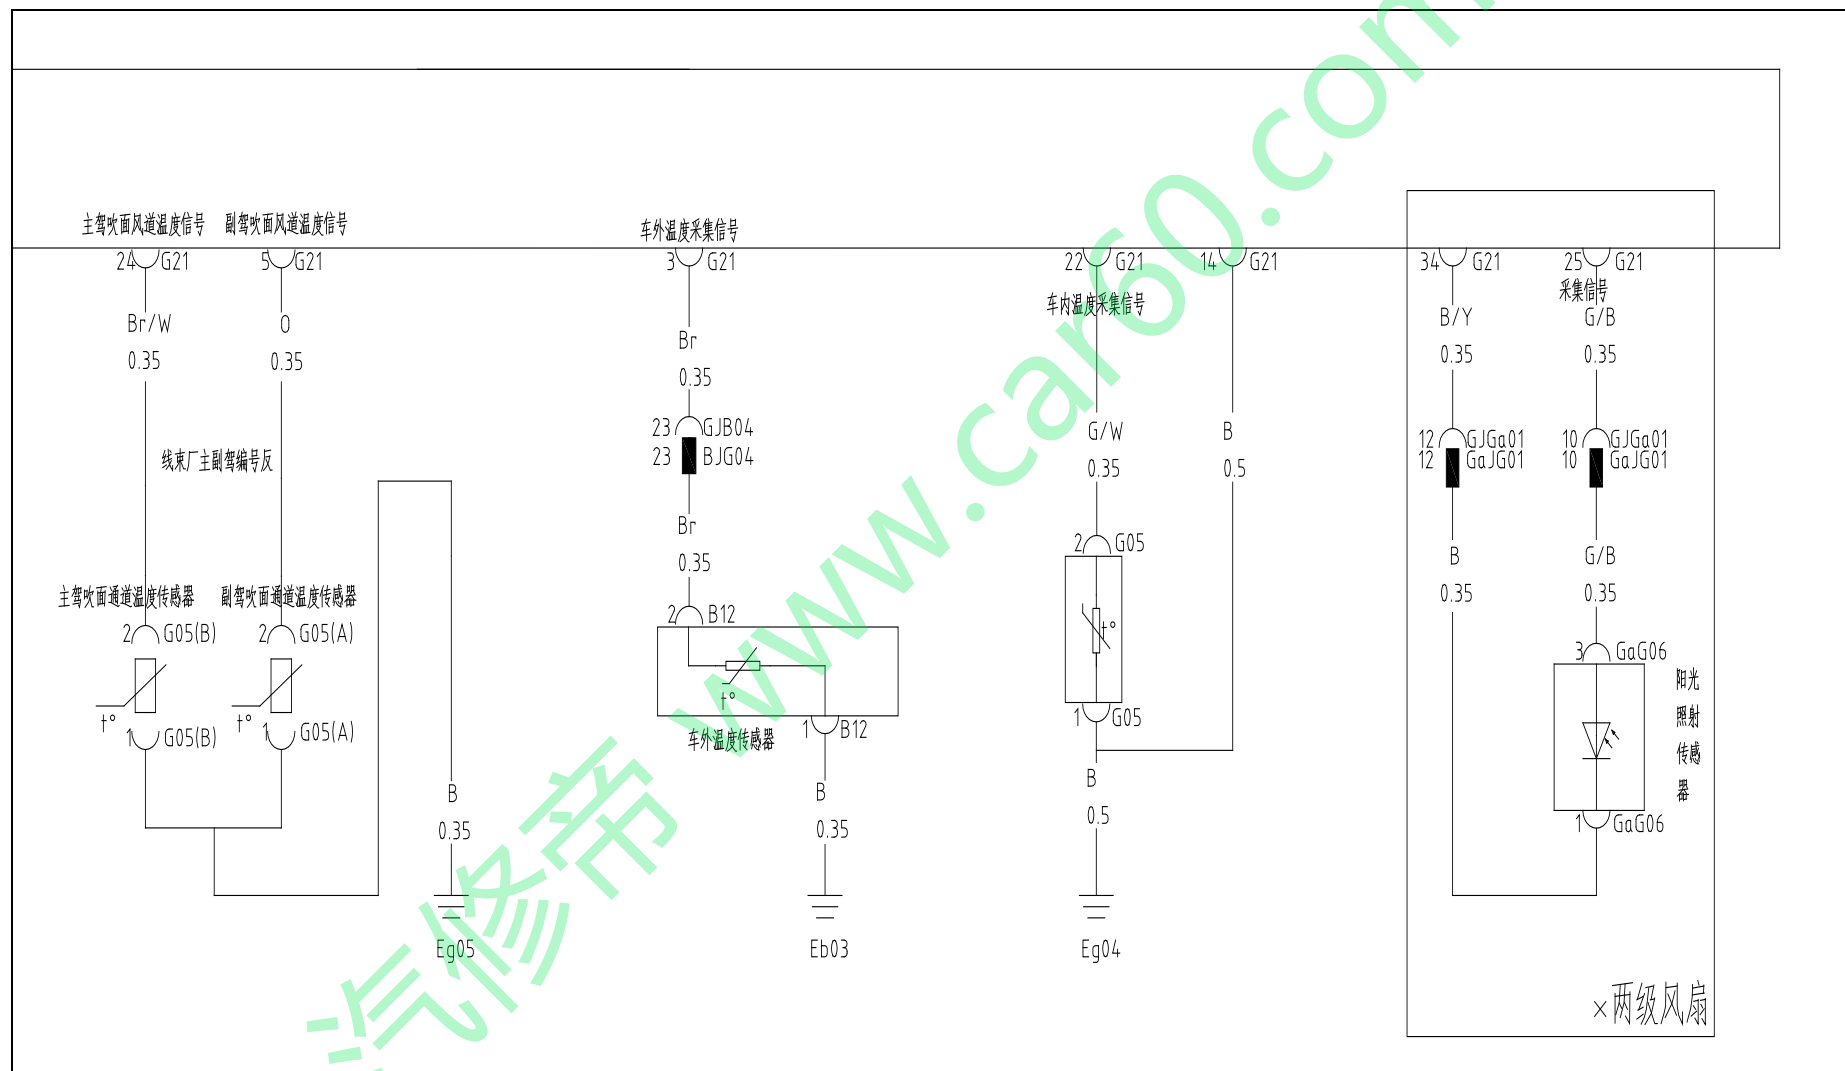 主驾吹面风道温度信号 副驾吹面风道温度信号 车外温度采集信号
24 G21 5 G21 3 G21 22 G21 14 G21 34 G21 25 G21
车内温度采集信号 采集信号
Br/W O Br B/Y G/B
0.35 0.35 0.35 0.35 0.35
23 GJB04 G/W B 12 GJGa01 10 GJGa01
23 BJG04 0.35 0.5 12 GaJG01 10 GaJG01
线束厂主副驾编号反
Br 2 G05 B G/B
0.35 0.35 0.35
主驾吹面通道温度传感器 副驾吹面通道温度传感器
2 G05(B) 2 G05(A) 2 B12 t° 3 GaG06
t° t° t°
1 G05(B) 1 G05(A) 1 B12 1 G05
车外温度传感器
阳光
照射
传感
器
B B B 1 GaG06
0.35 0.35 0.5
Eg05 Eb03 Eg04
×两级风扇
汽修帝 www.car60.com